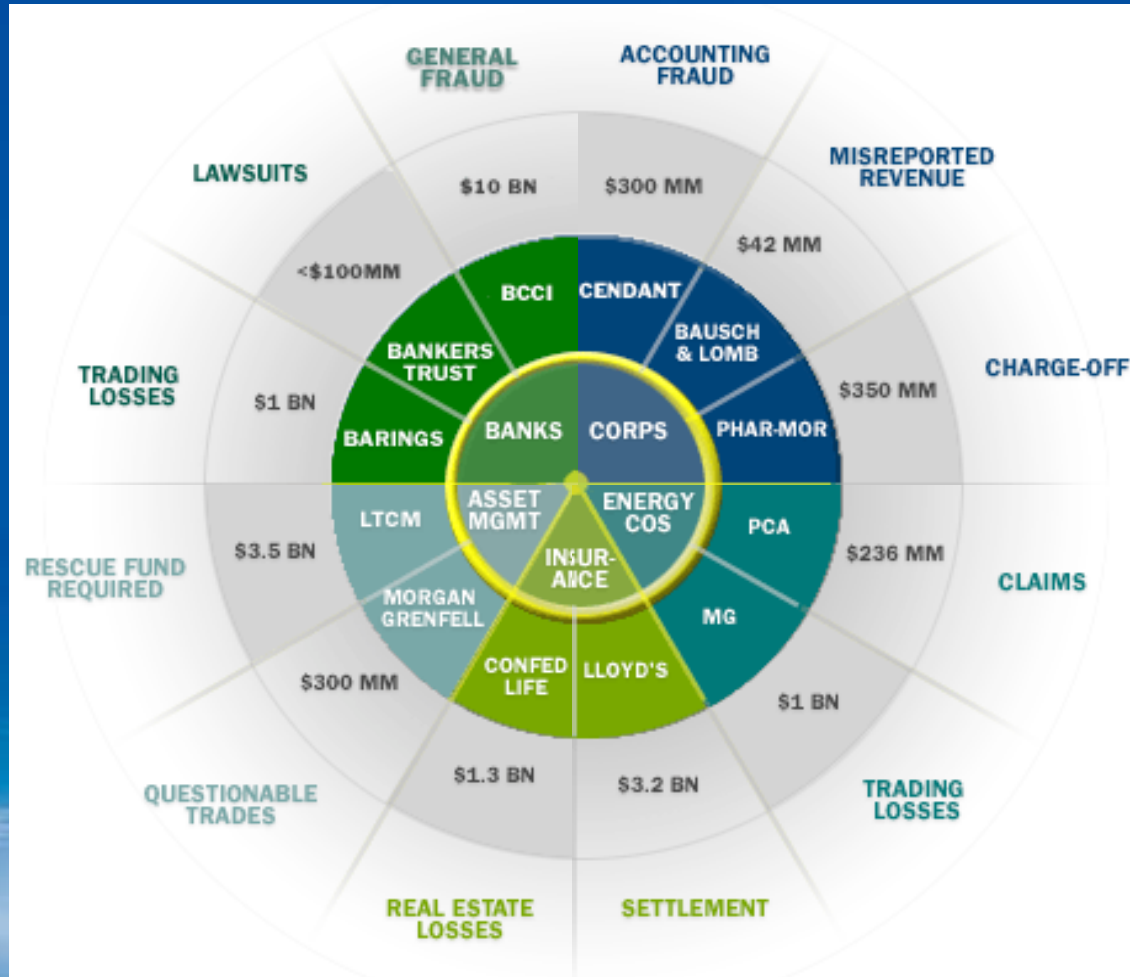 GENERAL
FRAUD
ACCOUNTING
FRAUD
MISREPORTED
REVENUE
LAWSUITS
$10 BN
$300 MM
$42 MM
<$100MM
BCCI
CENDANT
BAUSCH
& LOMB
BANKERS
TRUST
TRADING
LOSSES
$1 BN
$350 MM
CHARGE-OFF
BARINGS
BANKS
CORPS
PHAR-MOR
LTCM
ASSET
MGMT
ENERGY
COS
PCA
$3.5 BN
$236 MM
RESCUE FUND
REQUIRED
INSUR-
ANCE
CLAIMS
MORGAN
GRENFELL
MG
CONFED
LIFE
LLOYD'S
$300 MM
$1 BN
$1.3 BN
$3.2 BN
QUESTIONABLE
TRADES
TRADING
LOSSES
REAL ESTATE
LOSSES
SETTLEMENT